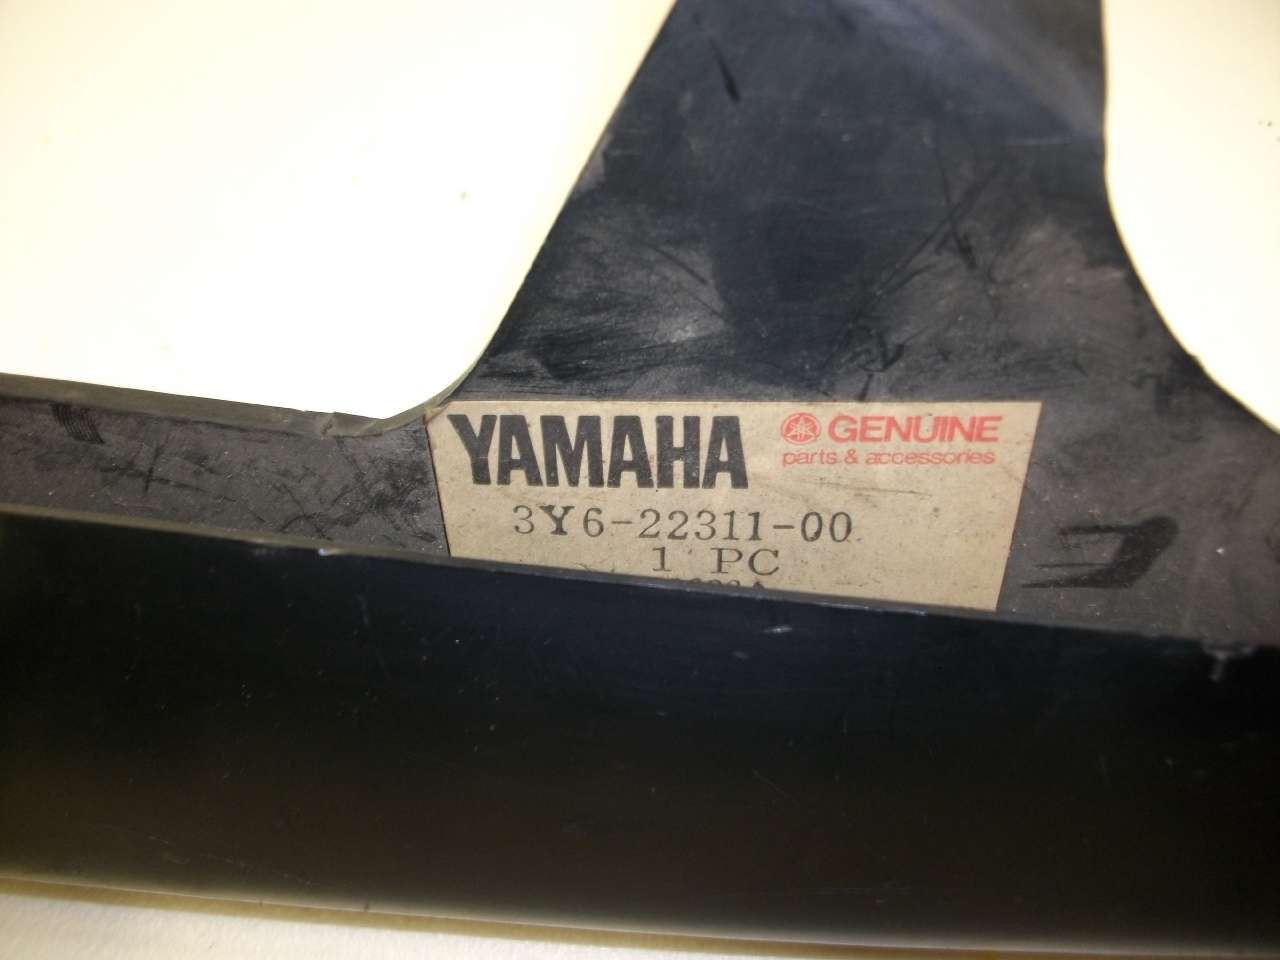 YAMAHA
GENUINE
parts & accessories
3Y6-22311-00
1 PC